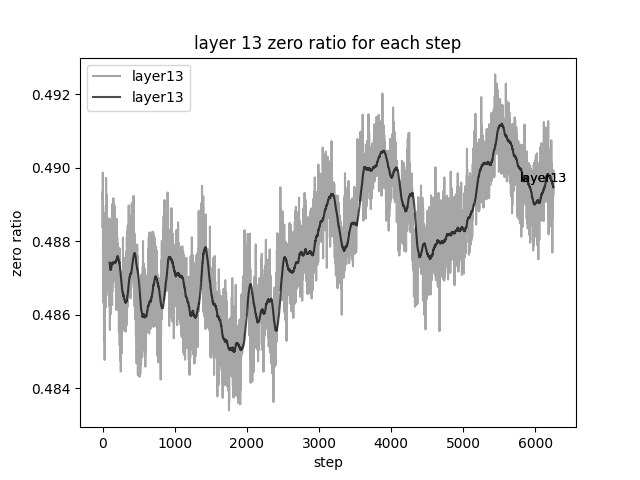 layer 13 zero ratio for each step
layer13
layer13
0.492
0.490
0.488
0.486
0.484
zero ratio
layer13
0
1000
2000
3000
4000
5000
6000
step